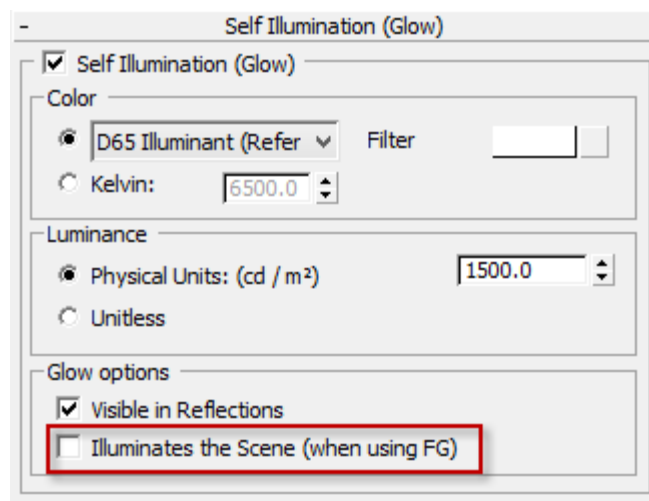 - Self Illumination (Glow)
Self Illumination (Glow)
Color
D65 Illuminant (Refer Filter
Kelvin: 6500.0
Luminance
Physical Units: (cd / m²) 1500.0
Unitless
Glow options
Visible in Reflections
Illuminates the Scene (when using FG)